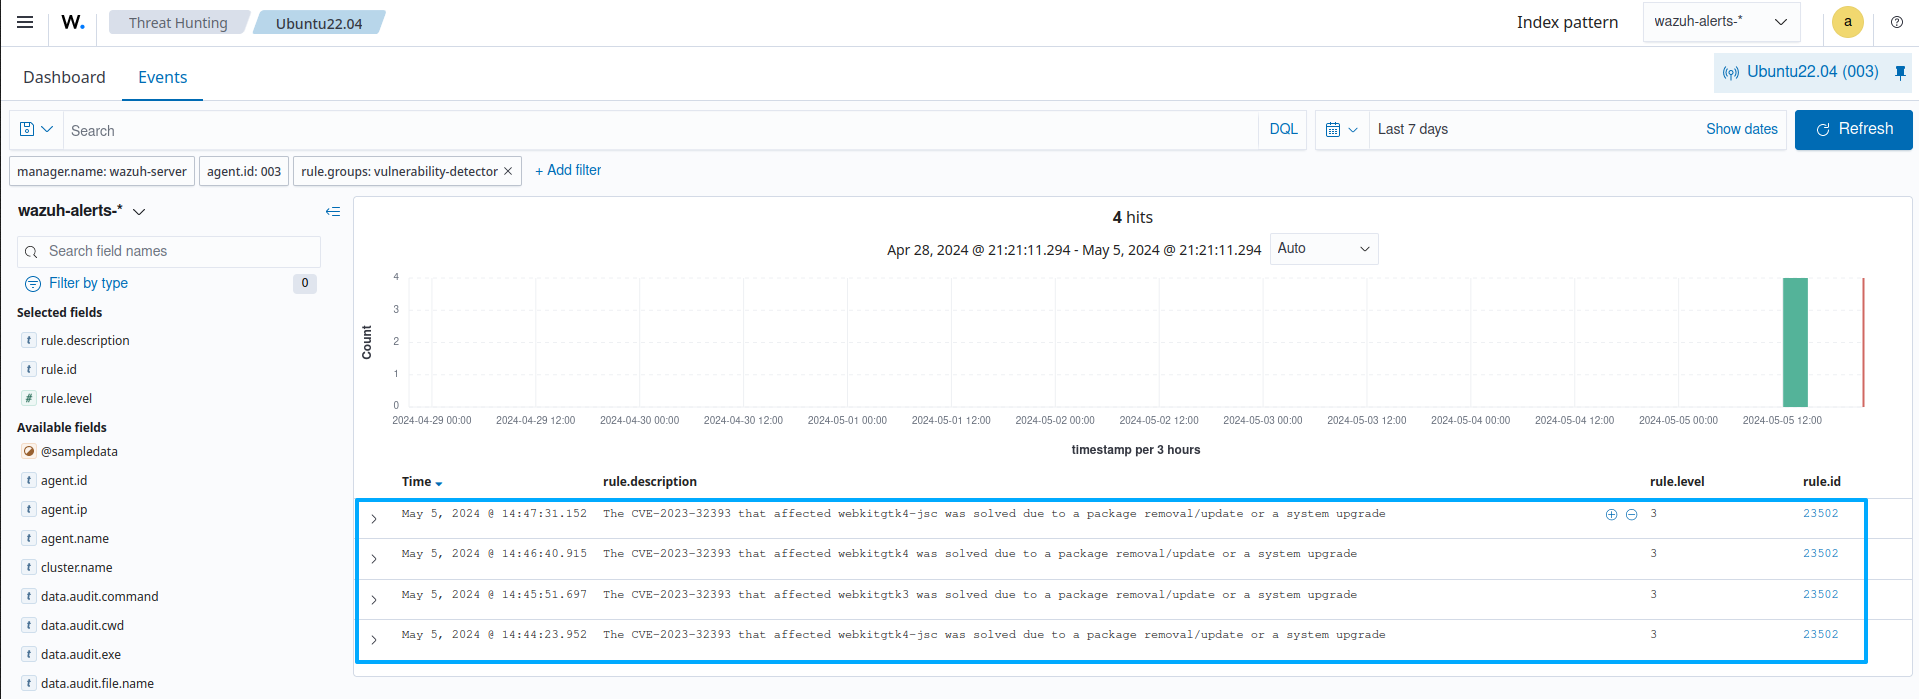 W. Threat Hunting Ubuntu22.04 Index pattern wazuh-alerts-* a
Dashboard Events Ubuntu22.04 (003)
Search DQL Last 7 days Show dates Refresh
manager.name: wazuh-server agent.id: 003 rule.groups: vulnerability-detector × + Add filter
wazuh-alerts-*
Search field names
Filter by type 0
Selected fields
t rule.description
t rule.id
# rule.level
Available fields
@sampledata
t agent.id
t agent.ip
t agent.name
t cluster.name
t data.audit.command
t data.audit.cwd
t data.audit.exe
t data.audit.file.name
4 hits
Apr 28, 2024 @ 21:21:11.294 - May 5, 2024 @ 21:21:11.294 Auto
Count
4
3
2
1
0
2024-04-29 00:00 2024-04-29 12:00 2024-04-30 00:00 2024-04-30 12:00 2024-05-01 00:00 2024-05-01 12:00 2024-05-02 00:00 2024-05-02 12:00 2024-05-03 00:00 2024-05-03 12:00 2024-05-04 00:00 2024-05-04 12:00 2024-05-05 00:00 2024-05-05 12:00
timestamp per 3 hours
Time rule.description rule.level rule.id
May 5, 2024 @ 14:47:31.152 The CVE-2023-32393 that affected webkitgtk4-jsc was solved due to a package removal/update or a system upgrade 3 23502
May 5, 2024 @ 14:46:40.915 The CVE-2023-32393 that affected webkitgtk4 was solved due to a package removal/update or a system upgrade 3 23502
May 5, 2024 @ 14:45:51.697 The CVE-2023-32393 that affected webkitgtk3 was solved due to a package removal/update or a system upgrade 3 23502
May 5, 2024 @ 14:44:23.952 The CVE-2023-32393 that affected webkitgtk4-jsc was solved due to a package removal/update or a system upgrade 3 23502